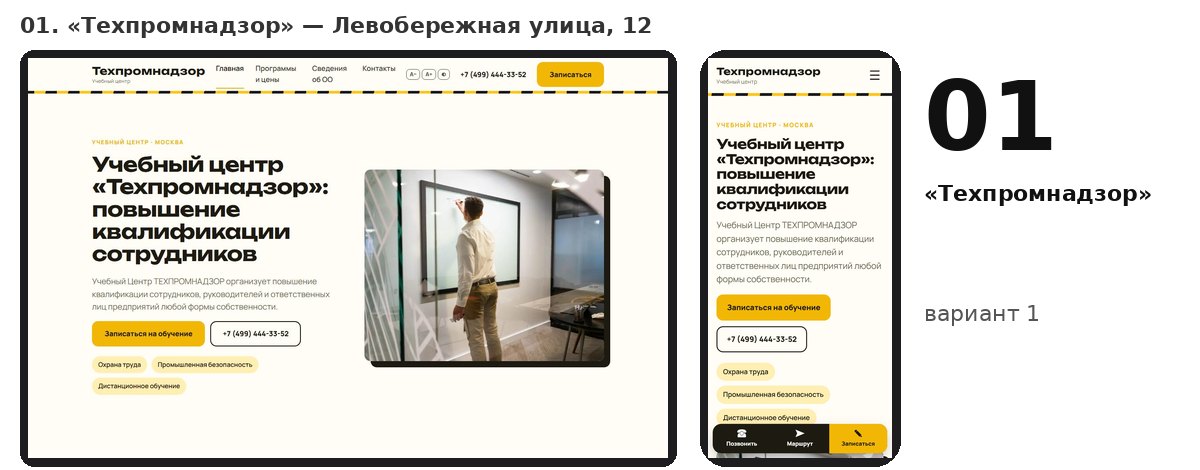 01. «Техпромнадзор» — Левобережная улица, 12
Техпромнадзор
Учебный центр
Главная
Программы
и цены
Сведения
об ОО
Контакты
A−
A+
+7 (499) 444-33-52
Записаться
УЧЕБНЫЙ ЦЕНТР · МОСКВА
Учебный центр
«Техпромнадзор»:
повышение
квалификации
сотрудников
Учебный Центр ТЕХПРОМНАДЗОР организует повышение
квалификации сотрудников, руководителей и ответственных
лиц предприятий любой формы собственности.
Записаться на обучение
+7 (499) 444-33-52
Охрана труда
Промышленная безопасность
Дистанционное обучение
Техпромнадзор
Учебный центр
УЧЕБНЫЙ ЦЕНТР · МОСКВА
Учебный центр
«Техпромнадзор»:
повышение
квалификации
сотрудников
Учебный Центр ТЕХПРОМНАДЗОР
организует повышение квалификации
сотрудников, руководителей и
ответственных лиц предприятий любой
формы собственности.
Записаться на обучение
+7 (499) 444-33-52
Охрана труда
Промышленная безопасность
Дистанционное обучение
Позвонить
Маршрут
Записаться
01
«Техпромнадзор»
вариант 1